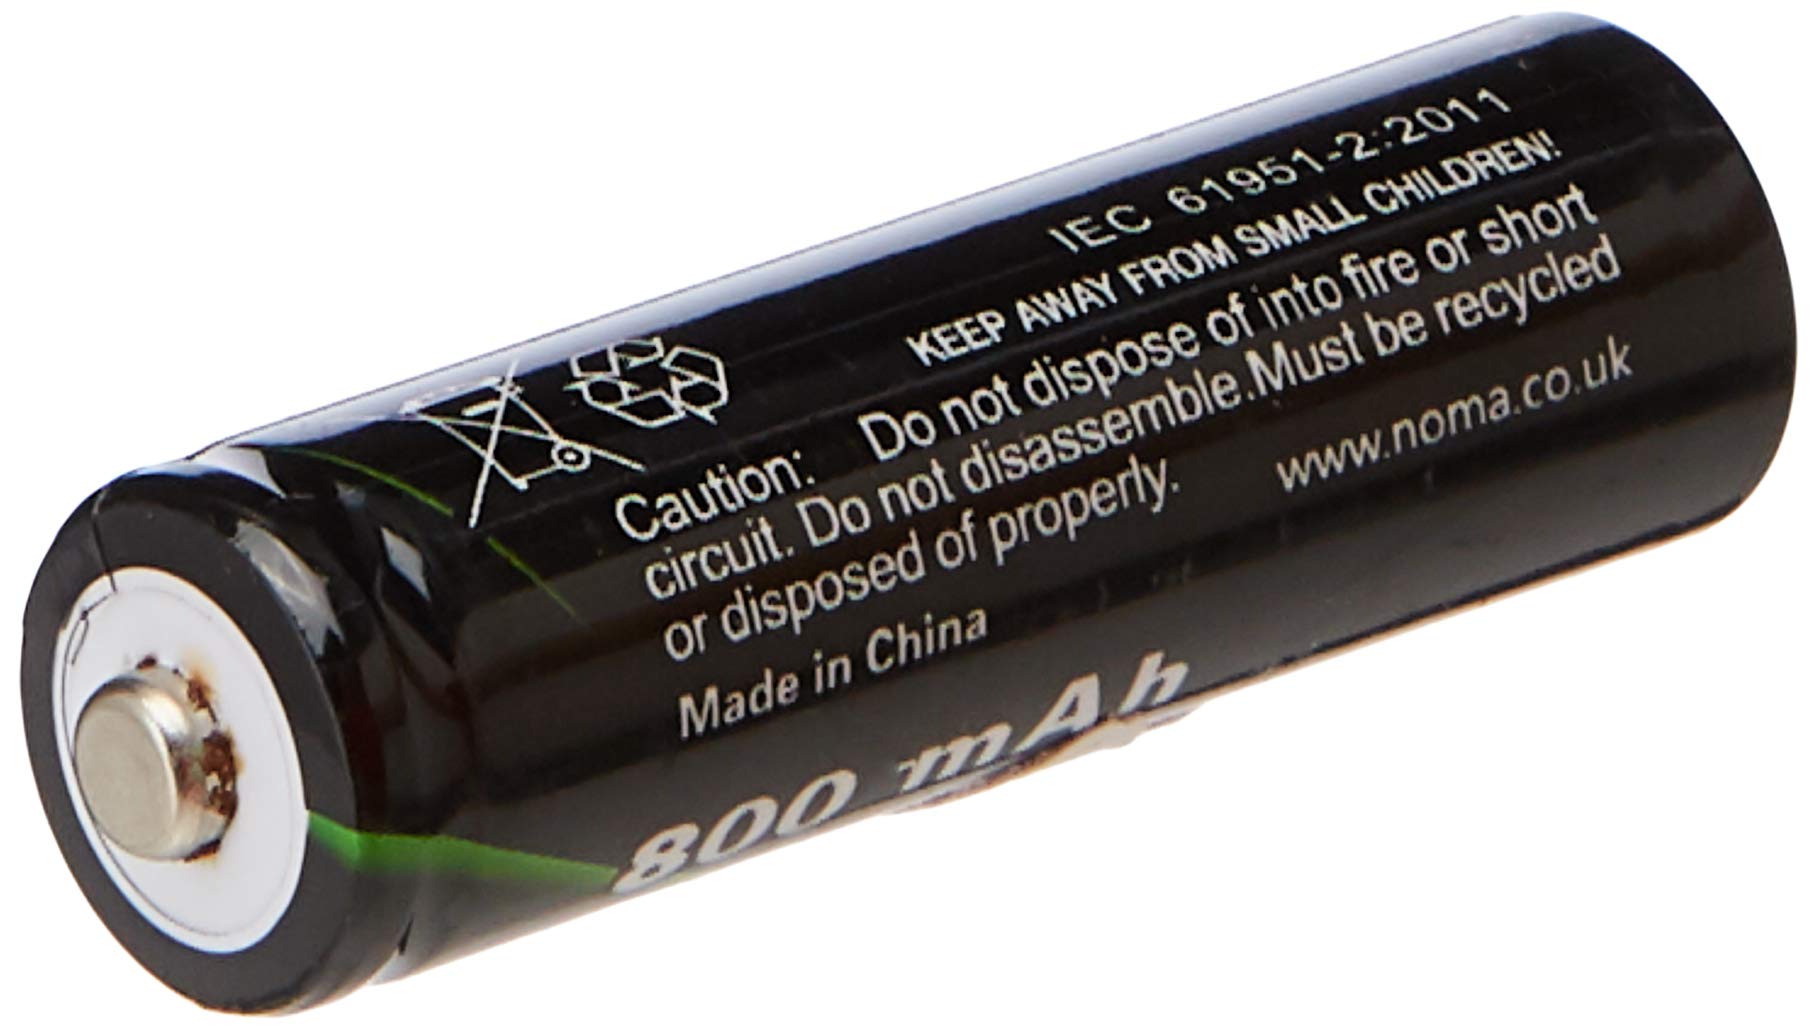 IEC 61951-2:2011
KEEP AWAY FROM SMALL CHILDREN!
Caution: Do not dispose of into fire or short
circuit. Do not disassemble.Must be recycled
or disposed of properly.
www.noma.co.uk
Made in China
800 mAh